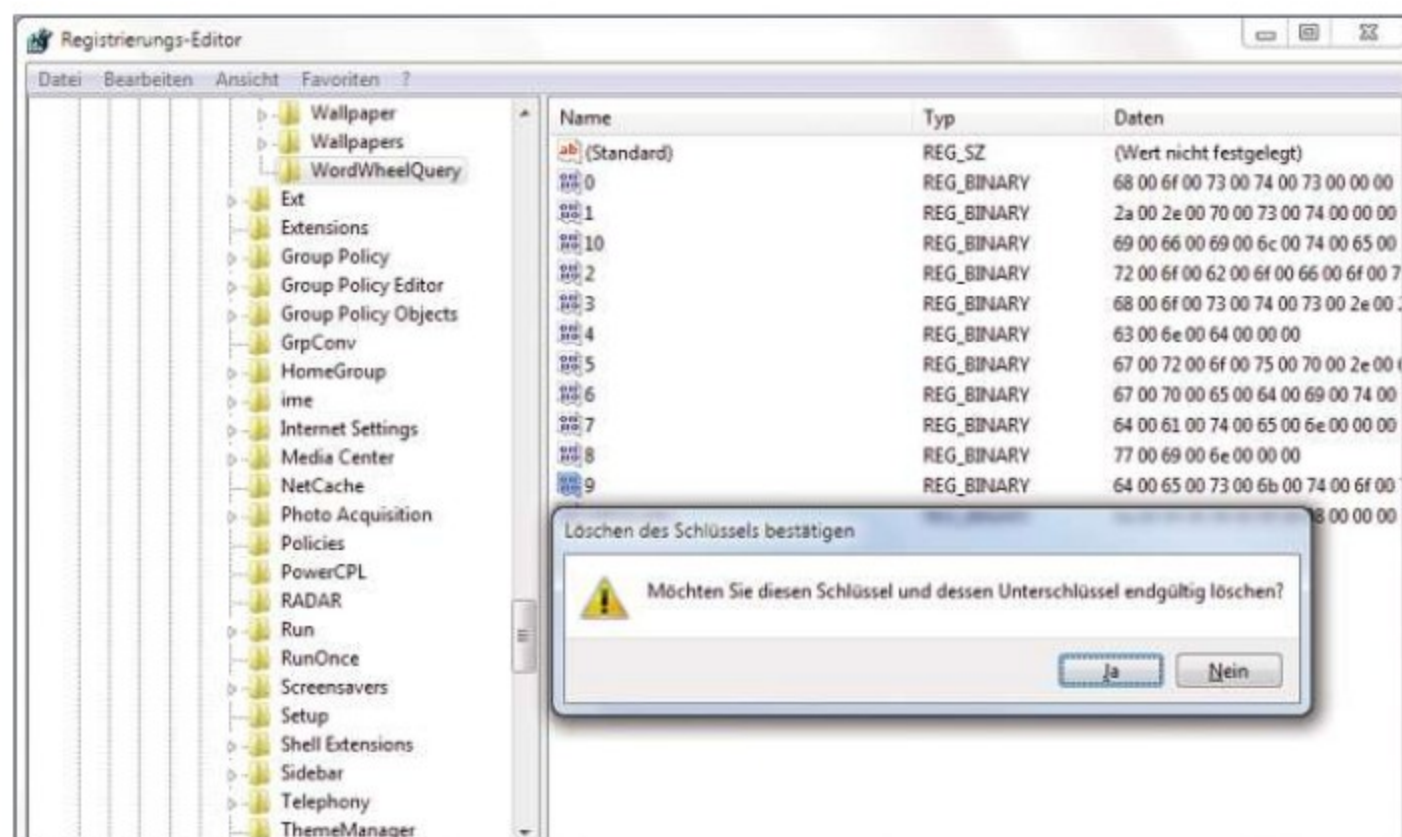 Registrierungs-Editor
Datei Bearbeiten Ansicht Favoriten ?
Wallpaper
Wallpapers
WordWheelQuery
Ext
Extensions
Group Policy
Group Policy Editor
Group Policy Objects
GrpConv
HomeGroup
ime
Internet Settings
Media Center
NetCache
Photo Acquisition
Policies
PowerCPL
RADAR
Run
RunOnce
Screensavers
Setup
Shell Extensions
Sidebar
Telephony
ThemeManager
Name Typ Daten
(Standard) REG_SZ (Wert nicht festgelegt)
0 REG_BINARY 68 00 6f 00 73 00 74 00 73 00 00 00
1 REG_BINARY 2a 00 2e 00 70 00 73 00 74 00 00 00
10 REG_BINARY 69 00 66 00 69 00 6c 00 74 00 65 00
2 REG_BINARY 72 00 6f 00 62 00 6f 00 66 00 6f 00 7
3 REG_BINARY 68 00 6f 00 73 00 74 00 73 00 2e 00
4 REG_BINARY 63 00 6e 00 64 00 00 00
5 REG_BINARY 67 00 72 00 6f 00 75 00 70 00 2e 00
6 REG_BINARY 67 00 70 00 65 00 64 00 69 00 74 00
7 REG_BINARY 64 00 61 00 74 00 65 00 6e 00 00 00
8 REG_BINARY 77 00 69 00 6e 00 00 00
9 REG_BINARY 64 00 65 00 73 00 6b 00 74 00 6f 00
00 00 00
Löschen des Schlüssels bestätigen
Möchten Sie diesen Schlüssel und dessen Unterschlüssel endgültig löschen?
Ja Nein